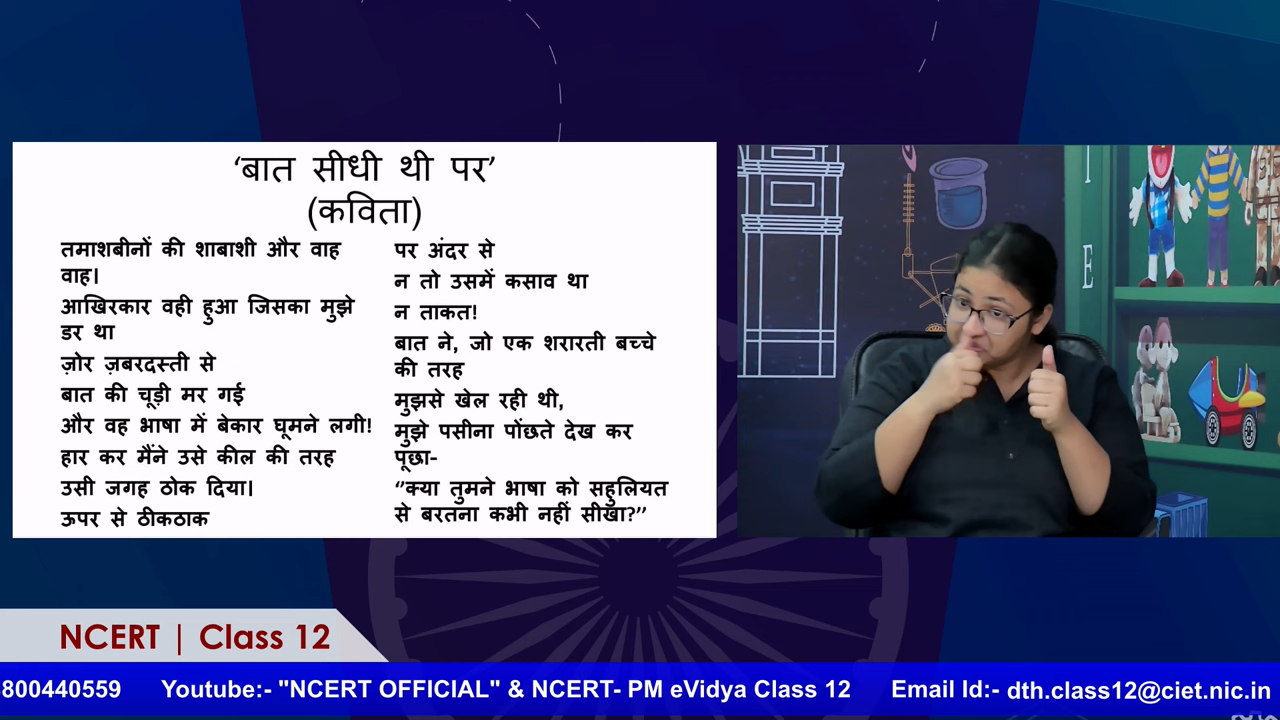 ‘बात सीधी थी पर’
(कविता)
तमाशबीनों की शाबाशी और वाह
वाह।
आखिरकार वही हुआ जिसका मुझे
डर था
ज़ोर ज़बरदस्ती से
बात की चूड़ी मर गई
और वह भाषा में बेकार घूमने लगी!
हार कर मैंने उसे कील की तरह
उसी जगह ठोक दिया।
ऊपर से ठीकठाक
पर अंदर से
न तो उसमें कसाव था
न ताकत!
बात ने, जो एक शरारती बच्चे
की तरह
मुझसे खेल रही थी,
मुझे पसीना पोंछते देख कर
पूछा-
‘’क्या तुमने भाषा को सहुलियत
से बरतना कभी नहीं सीखा?’’
I
E
NCERT | Class 12
800440559 Youtube:- "NCERT OFFICIAL" & NCERT- PM eVidya Class 12 Email Id:- dth.class12@ciet.nic.in